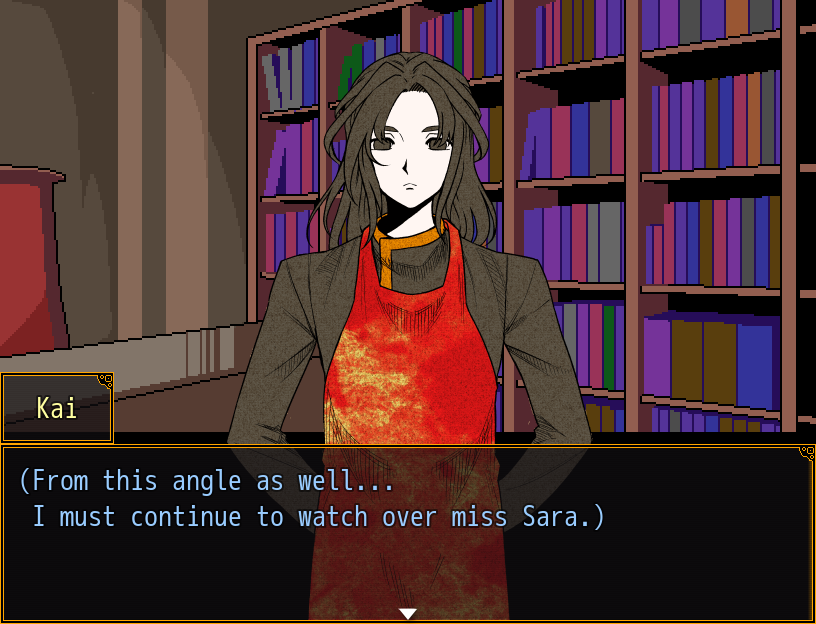 Kai
(From this angle as well...
I must continue to watch over miss Sara.)